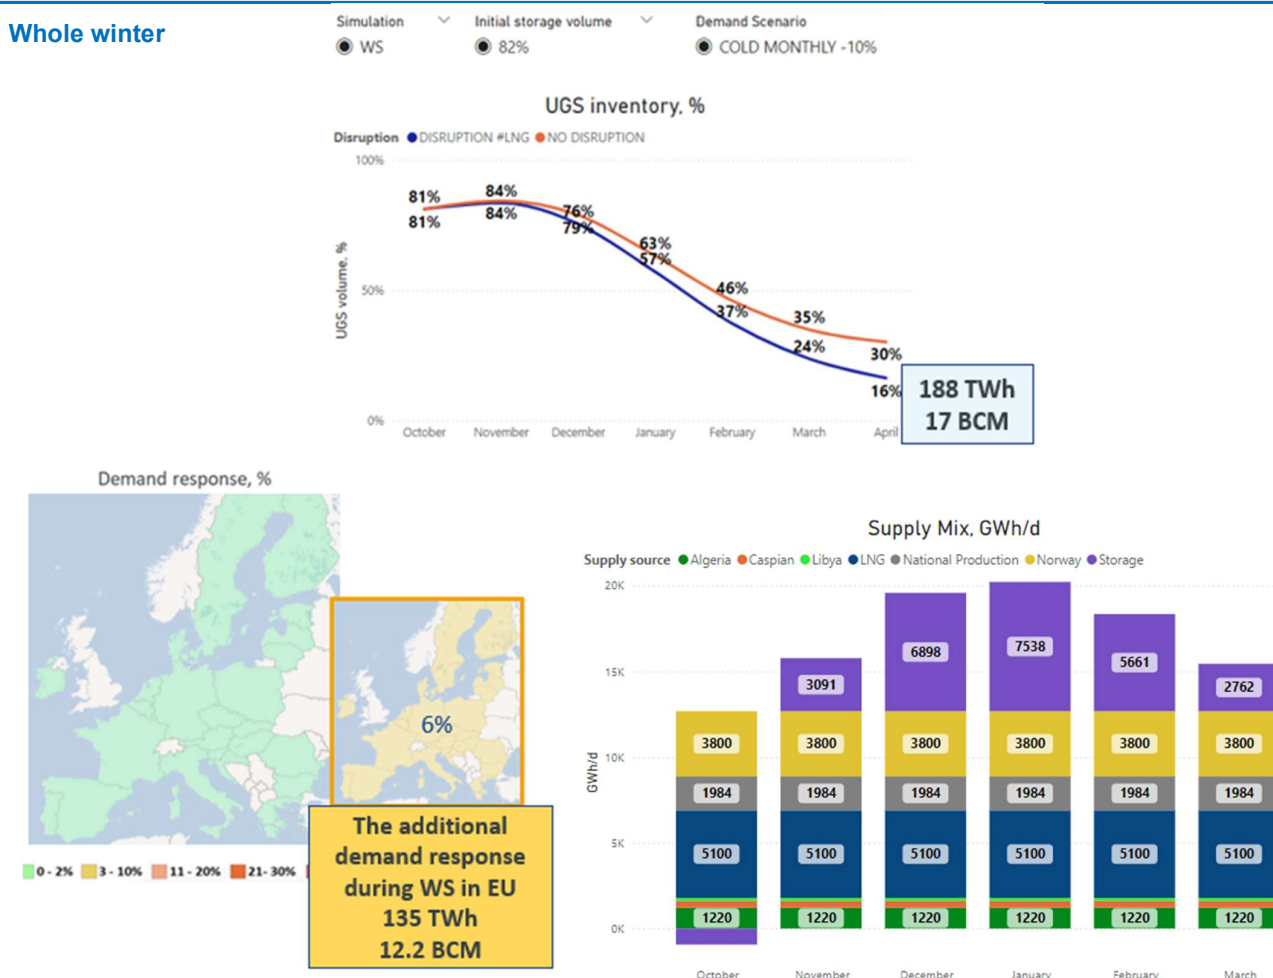 Whole winter
Simulation
WS
Initial storage volume
82%
Demand Scenario
COLD MONTHLY -10%
UGS inventory, %
Disruption DISRUPTION #LNG NO DISRUPTION
100%
50%
0%
UGS volume, %
81%
81%
84%
84%
76%
79%
63%
57%
46%
37%
35%
24%
30%
16%
October November December January February March April
188 TWh
17 BCM
Demand response, %
6%
0 - 2% 3 - 10% 11 - 20% 21- 30%
The additional
demand response
during WS in EU
135 TWh
12.2 BCM
Supply Mix, GWh/d
Supply source Algeria Caspian Libya LNG National Production Norway Storage
20K
15K
10K
5K
0K
GWh/d
3091 6898 7538 5661 2762
3800 3800 3800 3800 3800 3800
1984 1984 1984 1984 1984 1984
5100 5100 5100 5100 5100 5100
1220 1220 1220 1220 1220 1220
October November December January February March